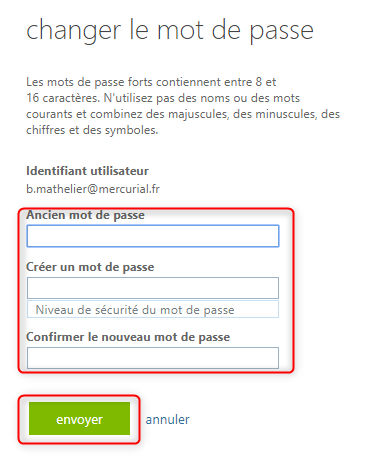 changer le mot de passe
Les mots de passe forts contiennent entre 8 et
16 caractères. N'utilisez pas des noms ou des mots
courants et combinez des majuscules, des minuscules, des
chiffres et des symboles.
Identifiant utilisateur
b.mathelier@mercurial.fr
Ancien mot de passe
Créer un mot de passe
Niveau de sécurité du mot de passe
Confirmer le nouveau mot de passe
envoyer annuler